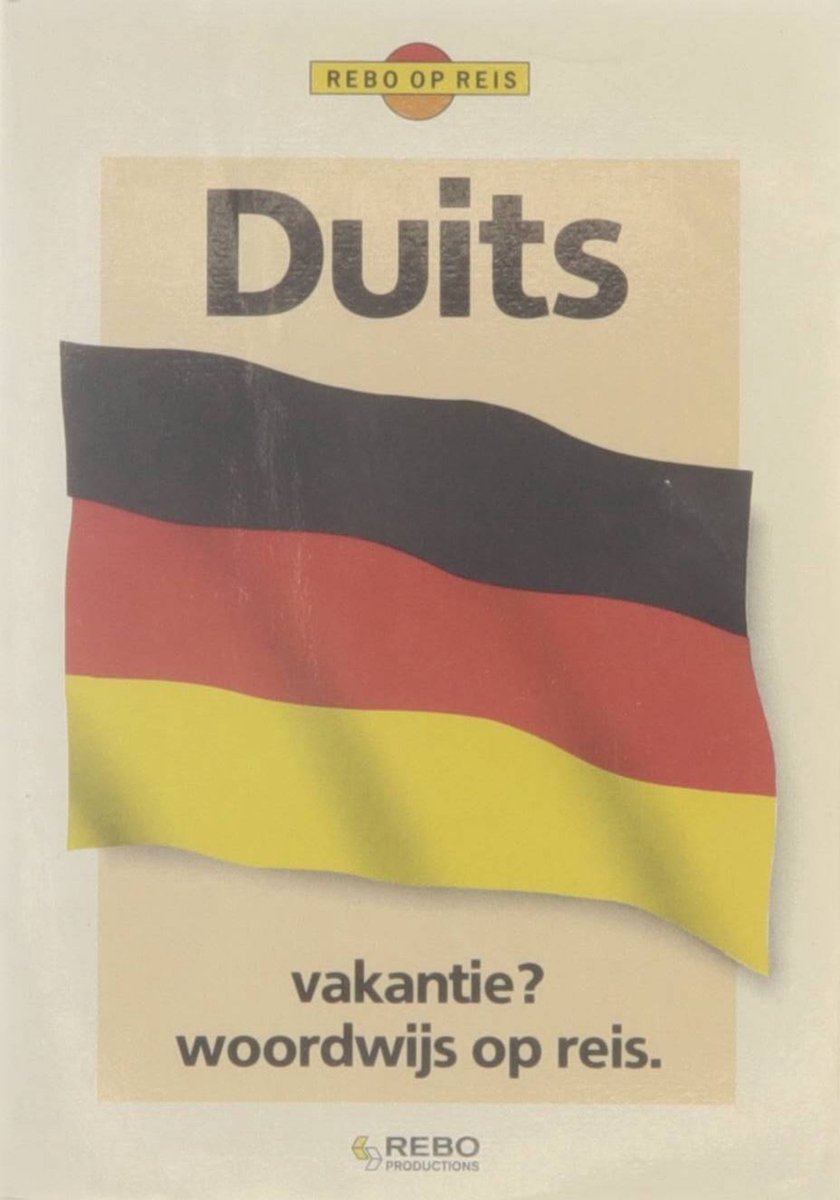 REBO OP REIS
Duits
vakantie?
woordwijs op reis.
REBO
PRODUCTIONS